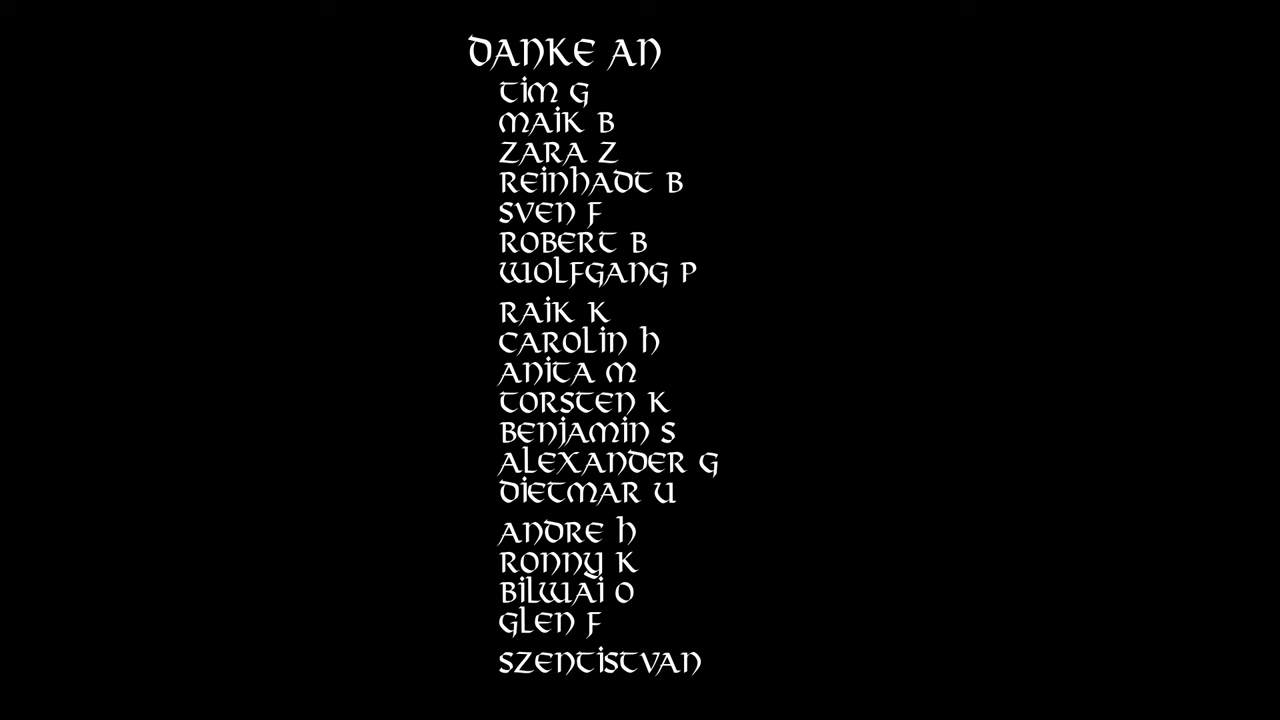 DANKE AN
TIM G
MAIK B
ZARA Z
REINHADT B
SVEN F
ROBERT B
WOLFGANG P
RAIK K
CAROLIN H
ANITA M
TORSTEN K
BENJAMIN S
ALEXANDER G
DIETMAR U
ANDRE H
RONNY K
BILWAI O
GLEN F
SZENTISTVAN